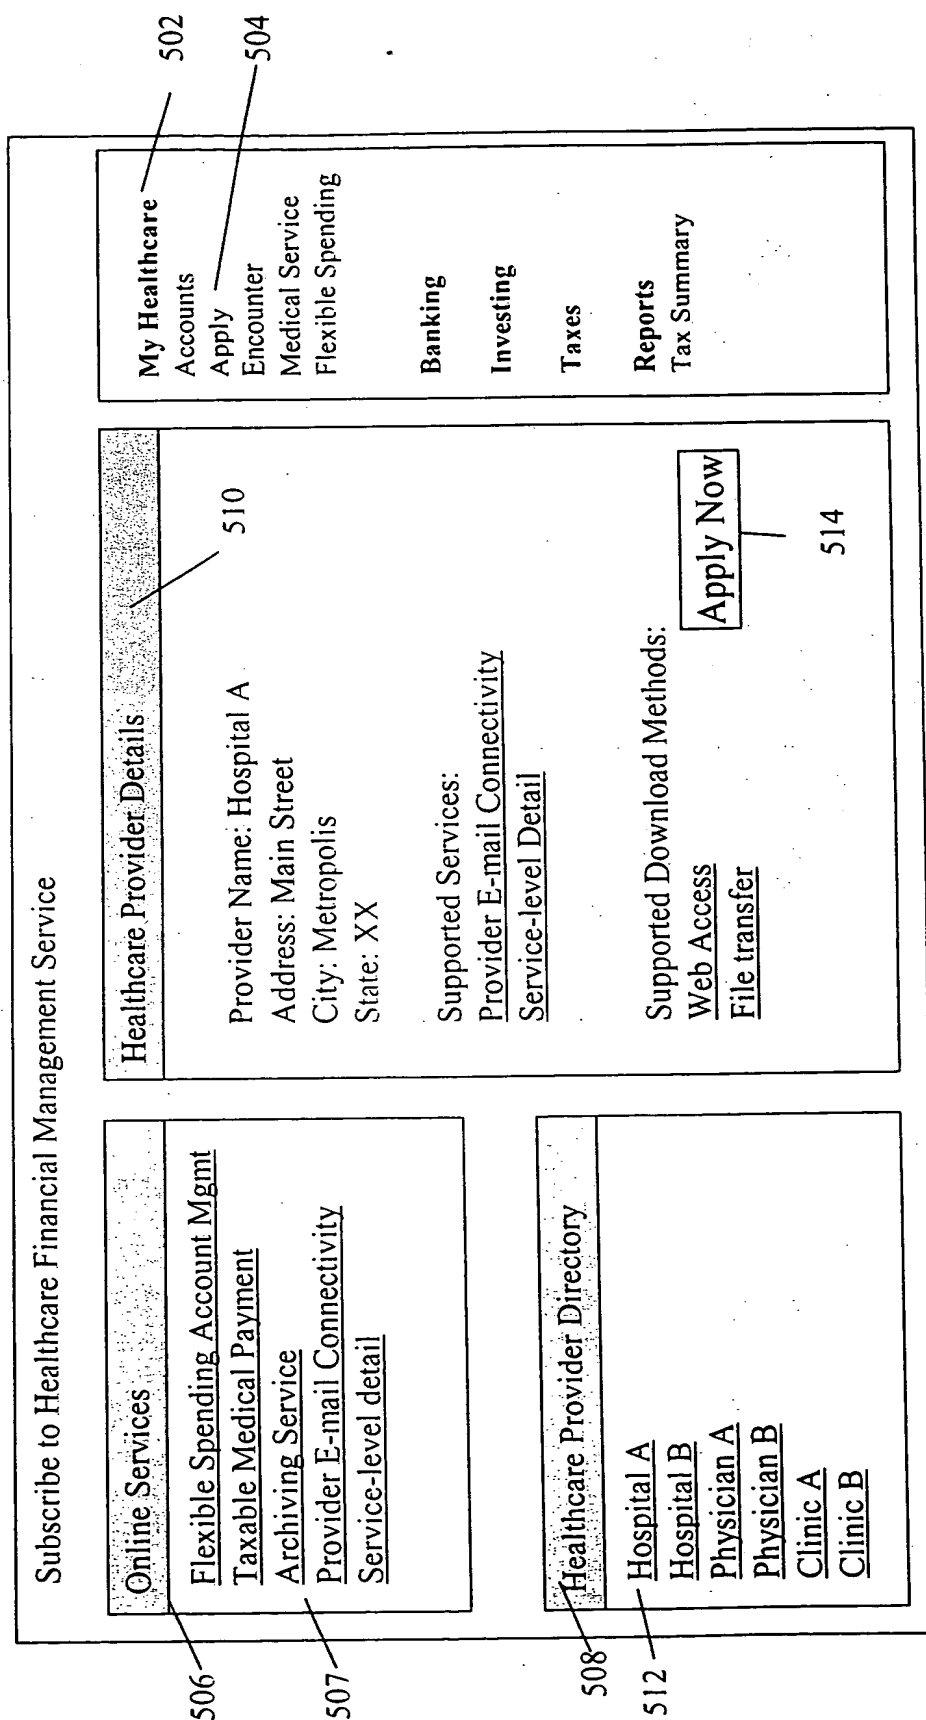 Subscribe to Healthcare Financial Management Service
Online Services
Flexible Spending Account Mgmt
Taxable Medical Payment
Archiving Service
Provider E-mail Connectivity
Service-level detail
506
507
Healthcare Provider Directory
Hospital A
Hospital B
Physician A
Physician B
Clinic A
Clinic B
508
512
Healthcare Provider Details
510
Provider Name: Hospital A
Address: Main Street
City: Metropolis
State: XX
Supported Services:
Provider E-mail Connectivity
Service-level Detail
Supported Download Methods:
Web Access
File transfer
Apply Now
514
My Healthcare
Accounts
Apply
Encounter
Medical Service
Flexible Spending
Banking
Investing
Taxes
Reports
Tax Summary
502
504